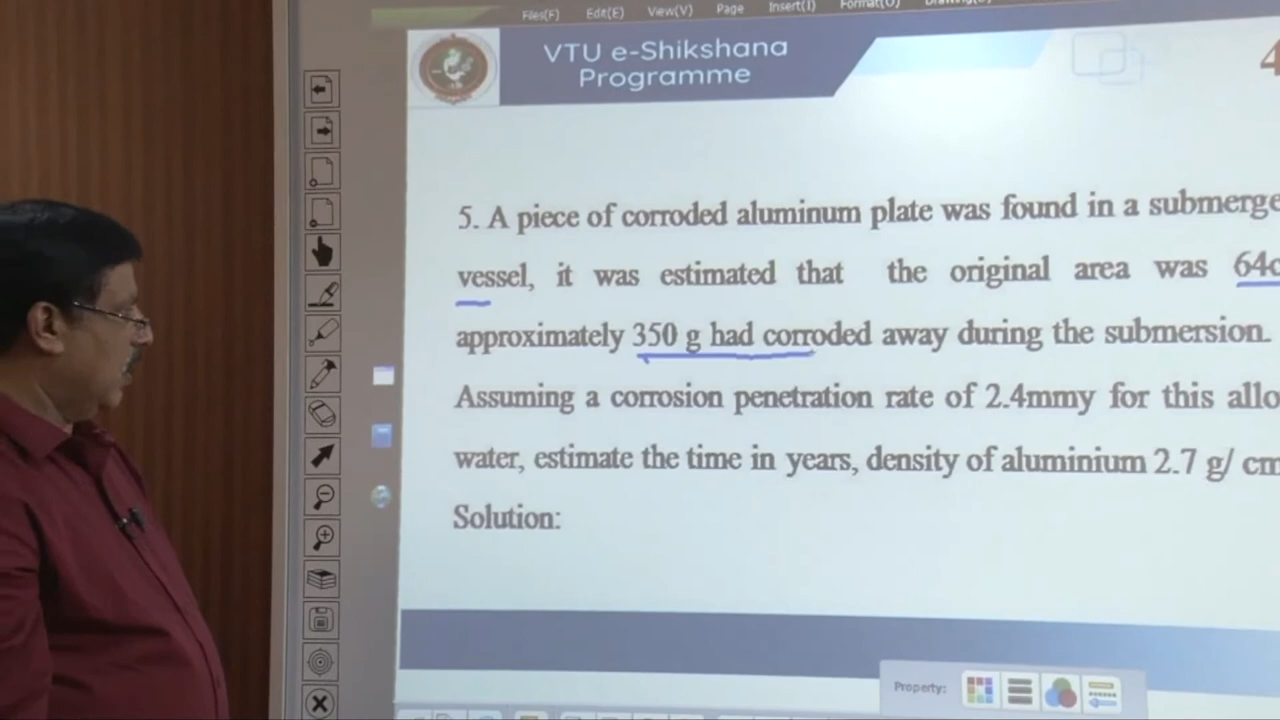 Files(F) Edit(E) View(V) Page Insert(I) Format(O)
VTU e-Shikshana
Programme
4
5. A piece of corroded aluminum plate was found in a submerge
vessel, it was estimated that the original area was 64c
approximately 350 g had corroded away during the submersion.
Assuming a corrosion penetration rate of 2.4mmy for this allo
water, estimate the time in years, density of aluminium 2.7 g/ cm
Solution:
Property: